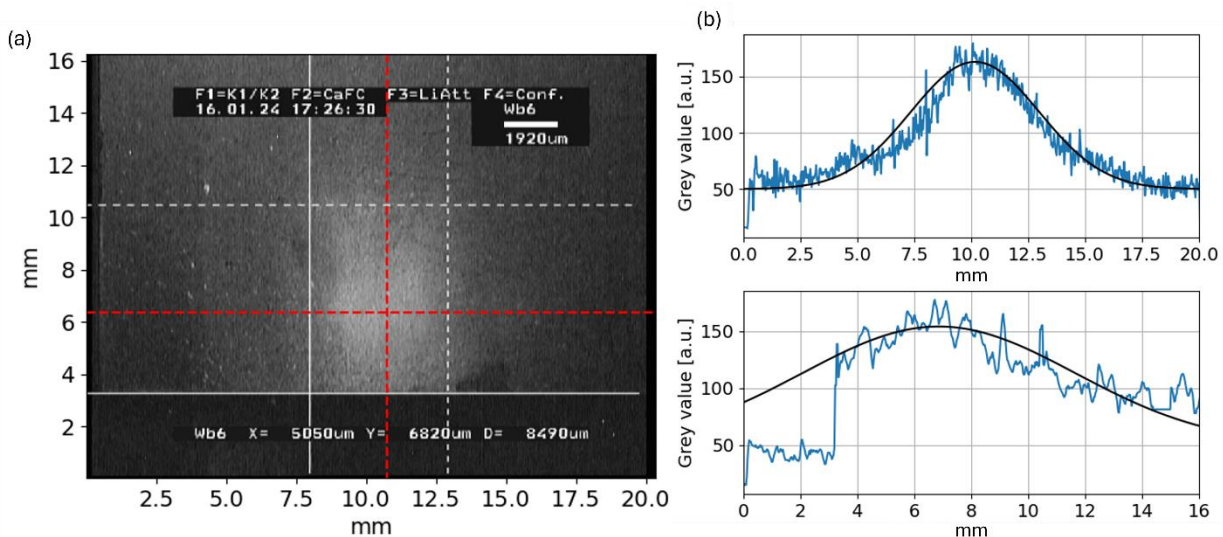 (a)
16
14
12
10
8
6
4
2
mm
2.5 5.0 7.5 10.0 12.5 15.0 17.5 20.0
mm
F1=K1/K2 F2=CaFC F3=LiAtt F4=Conf.
16.01.24 17:26:30
Wb6
1920um
Wb6 X= 5050um Y= 6820um D= 8490um
(b)
Grey value [a.u.]
150
100
50
0.0 2.5 5.0 7.5 10.0 12.5 15.0 17.5 20.0
mm
Grey value [a.u.]
150
100
50
0 2 4 6 8 10 12 14 16
mm